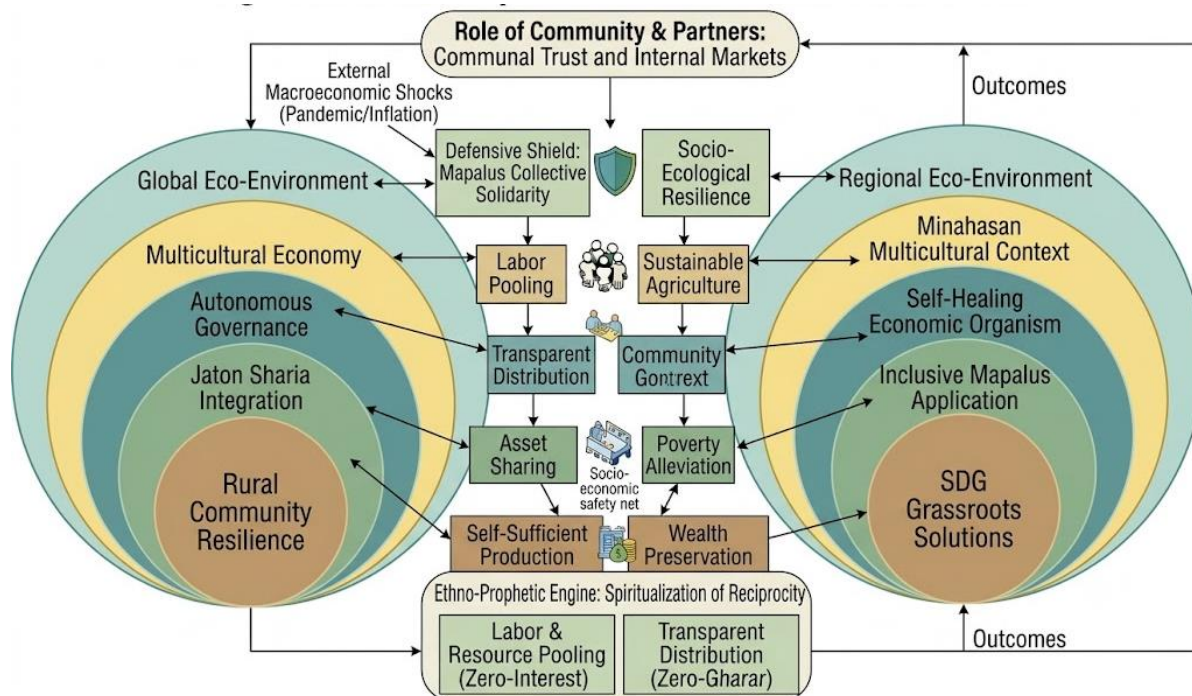 Role of Community & Partners:
Communal Trust and Internal Markets
External
Macroeconomic Shocks
(Pandemic/Inflation)
Outcomes
Defensive Shield:
Mapalus Collective
Solidarity
Socio-
Ecological
Resilience
Global Eco-Environment
Regional Eco-Environment
Multicultural Economy
Labor
Pooling
Sustainable
Agriculture
Minahasan
Multicultural Context
Autonomous
Governance
Transparent
Distribution
Community
Gontrext
Self-Healing
Economic Organism
Jaton Sharia
Integration
Asset
Sharing
Socio-
economic
safety net
Poverty
Alleviation
Inclusive Mapalus
Application
Rural
Community
Resilience
Self-Sufficient
Production
$
Wealth
Preservation
SDG
Grassroots
Solutions
Ethno-Prophetic Engine: Spiritualization of Reciprocity
Labor &
Resource Pooling
(Zero-Interest)
Transparent
Distribution
(Zero-Gharar)
Outcomes